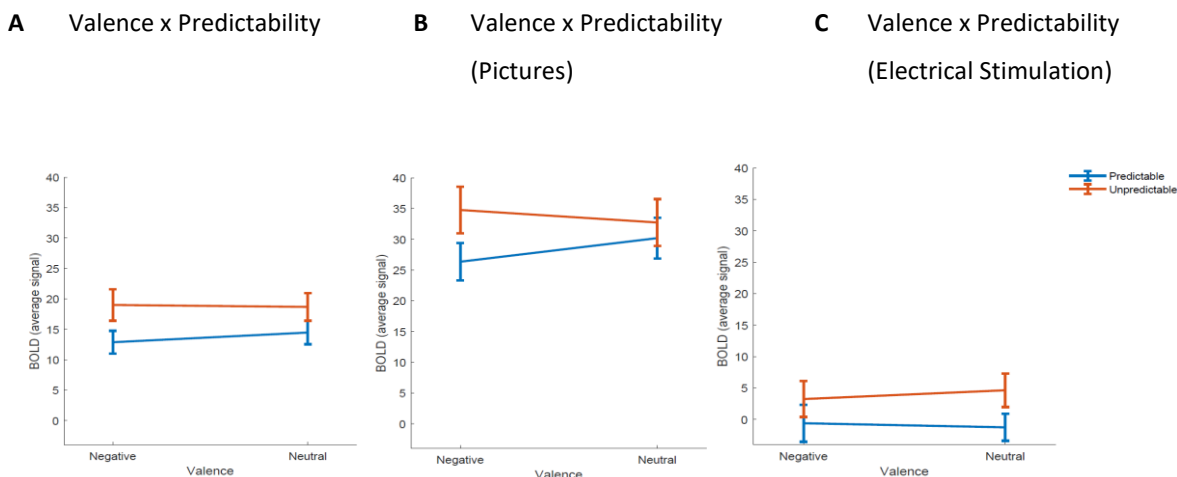 A Valence x Predictability
B Valence x Predictability
(Pictures)
C Valence x Predictability
(Electrical Stimulation)
BOLD (average signal)
40
35
30
25
20
15
10
5
0
Negative
Neutral
Valence
BOLD (average signal)
40
35
30
25
20
15
10
5
0
Negative
Neutral
Valence
BOLD (average signal)
40
35
30
25
20
15
10
5
0
Negative
Neutral
Valence
Predictable
Unpredictable